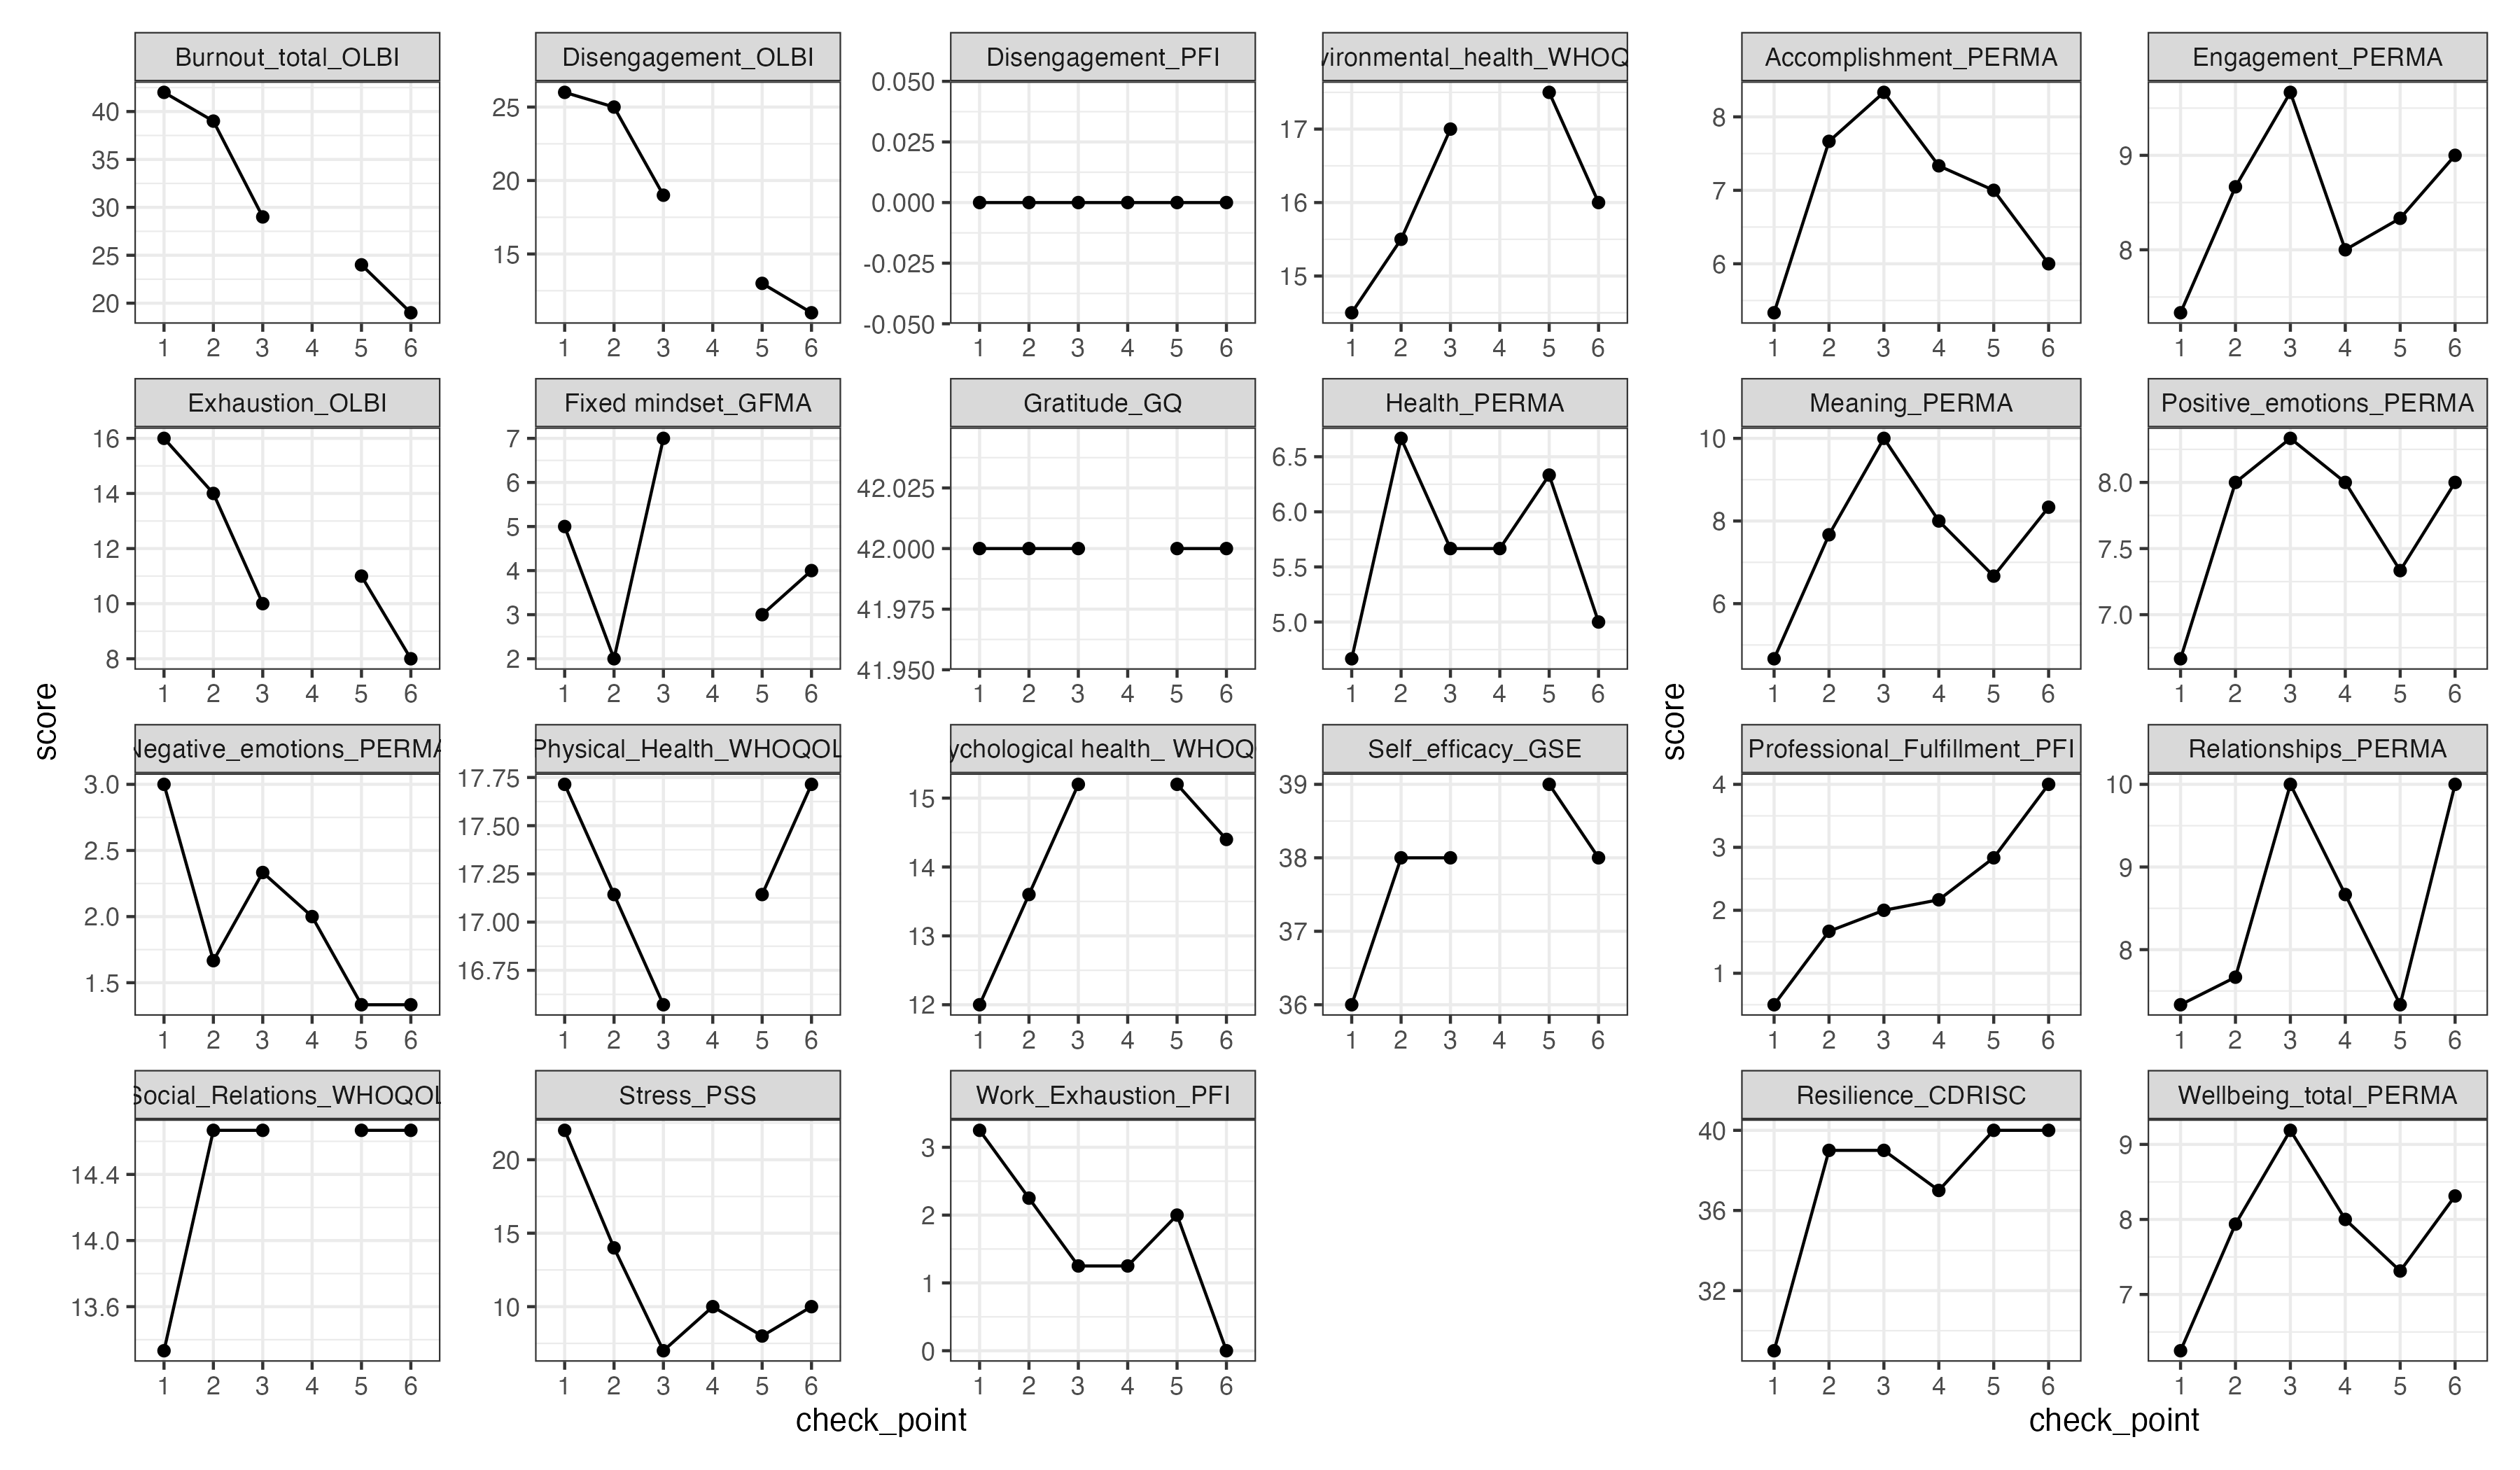 Burnout_total_OLBI
40
35
30
25
20
1 2 3 4 5 6
Disengagement_OLBI
25
20
15
1 2 3 4 5 6
Disengagement_PFI
0.050
0.025
0.000
-0.025
-0.050
1 2 3 4 5 6
vironmental_health_WHOQ
17
16
15
1 2 3 4 5 6
Accomplishment_PERMA
8
7
6
1 2 3 4 5 6
Engagement_PERMA
9
8
1 2 3 4 5 6
Exhaustion_OLBI
16
14
12
10
8
1 2 3 4 5 6
Fixed mindset_GFMA
7
6
5
4
3
2
1 2 3 4 5 6
Gratitude_GQ
42.025
42.000
41.975
41.950
1 2 3 4 5 6
Health_PERMA
6.5
6.0
5.5
5.0
1 2 3 4 5 6
Meaning_PERMA
10
8
6
1 2 3 4 5 6
Positive_emotions_PERMA
8.0
7.5
7.0
1 2 3 4 5 6
score
score
Negative_emotions_PERMA
3.0
2.5
2.0
1.5
1 2 3 4 5 6
Physical_Health_WHOQOL
17.75
17.50
17.25
17.00
16.75
1 2 3 4 5 6
ychological health_ WHOQ
15
14
13
12
1 2 3 4 5 6
Self_efficacy_GSE
39
38
37
36
1 2 3 4 5 6
Professional_Fulfillment_PFI
4
3
2
1
1 2 3 4 5 6
Relationships_PERMA
10
9
8
1 2 3 4 5 6
Social_Relations_WHOQOL
14.4
14.0
13.6
1 2 3 4 5 6
Stress_PSS
20
15
10
1 2 3 4 5 6
Work_Exhaustion_PFI
3
2
1
0
1 2 3 4 5 6
Resilience_CDRISC
40
36
32
1 2 3 4 5 6
Wellbeing_total_PERMA
9
8
7
1 2 3 4 5 6
check_point
check_point